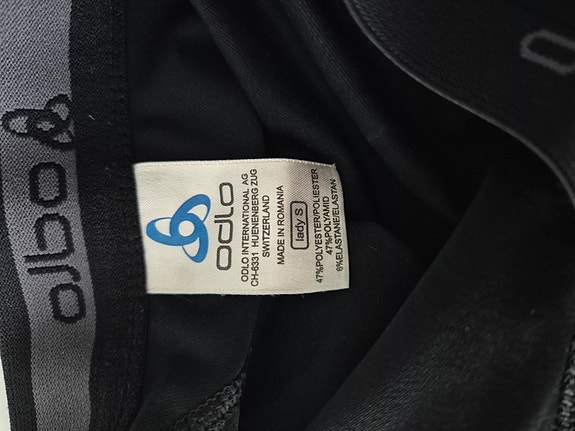 odlo
odlo
ODLO INTERNATIONAL AG
CH-6331 HUENENBERG ZUG
SWITZERLAND
MADE IN ROMANIA
lady S
47%POLYESTER/POLIESTER
47%POLYAMID
6%ELASTANE/ELASTAN